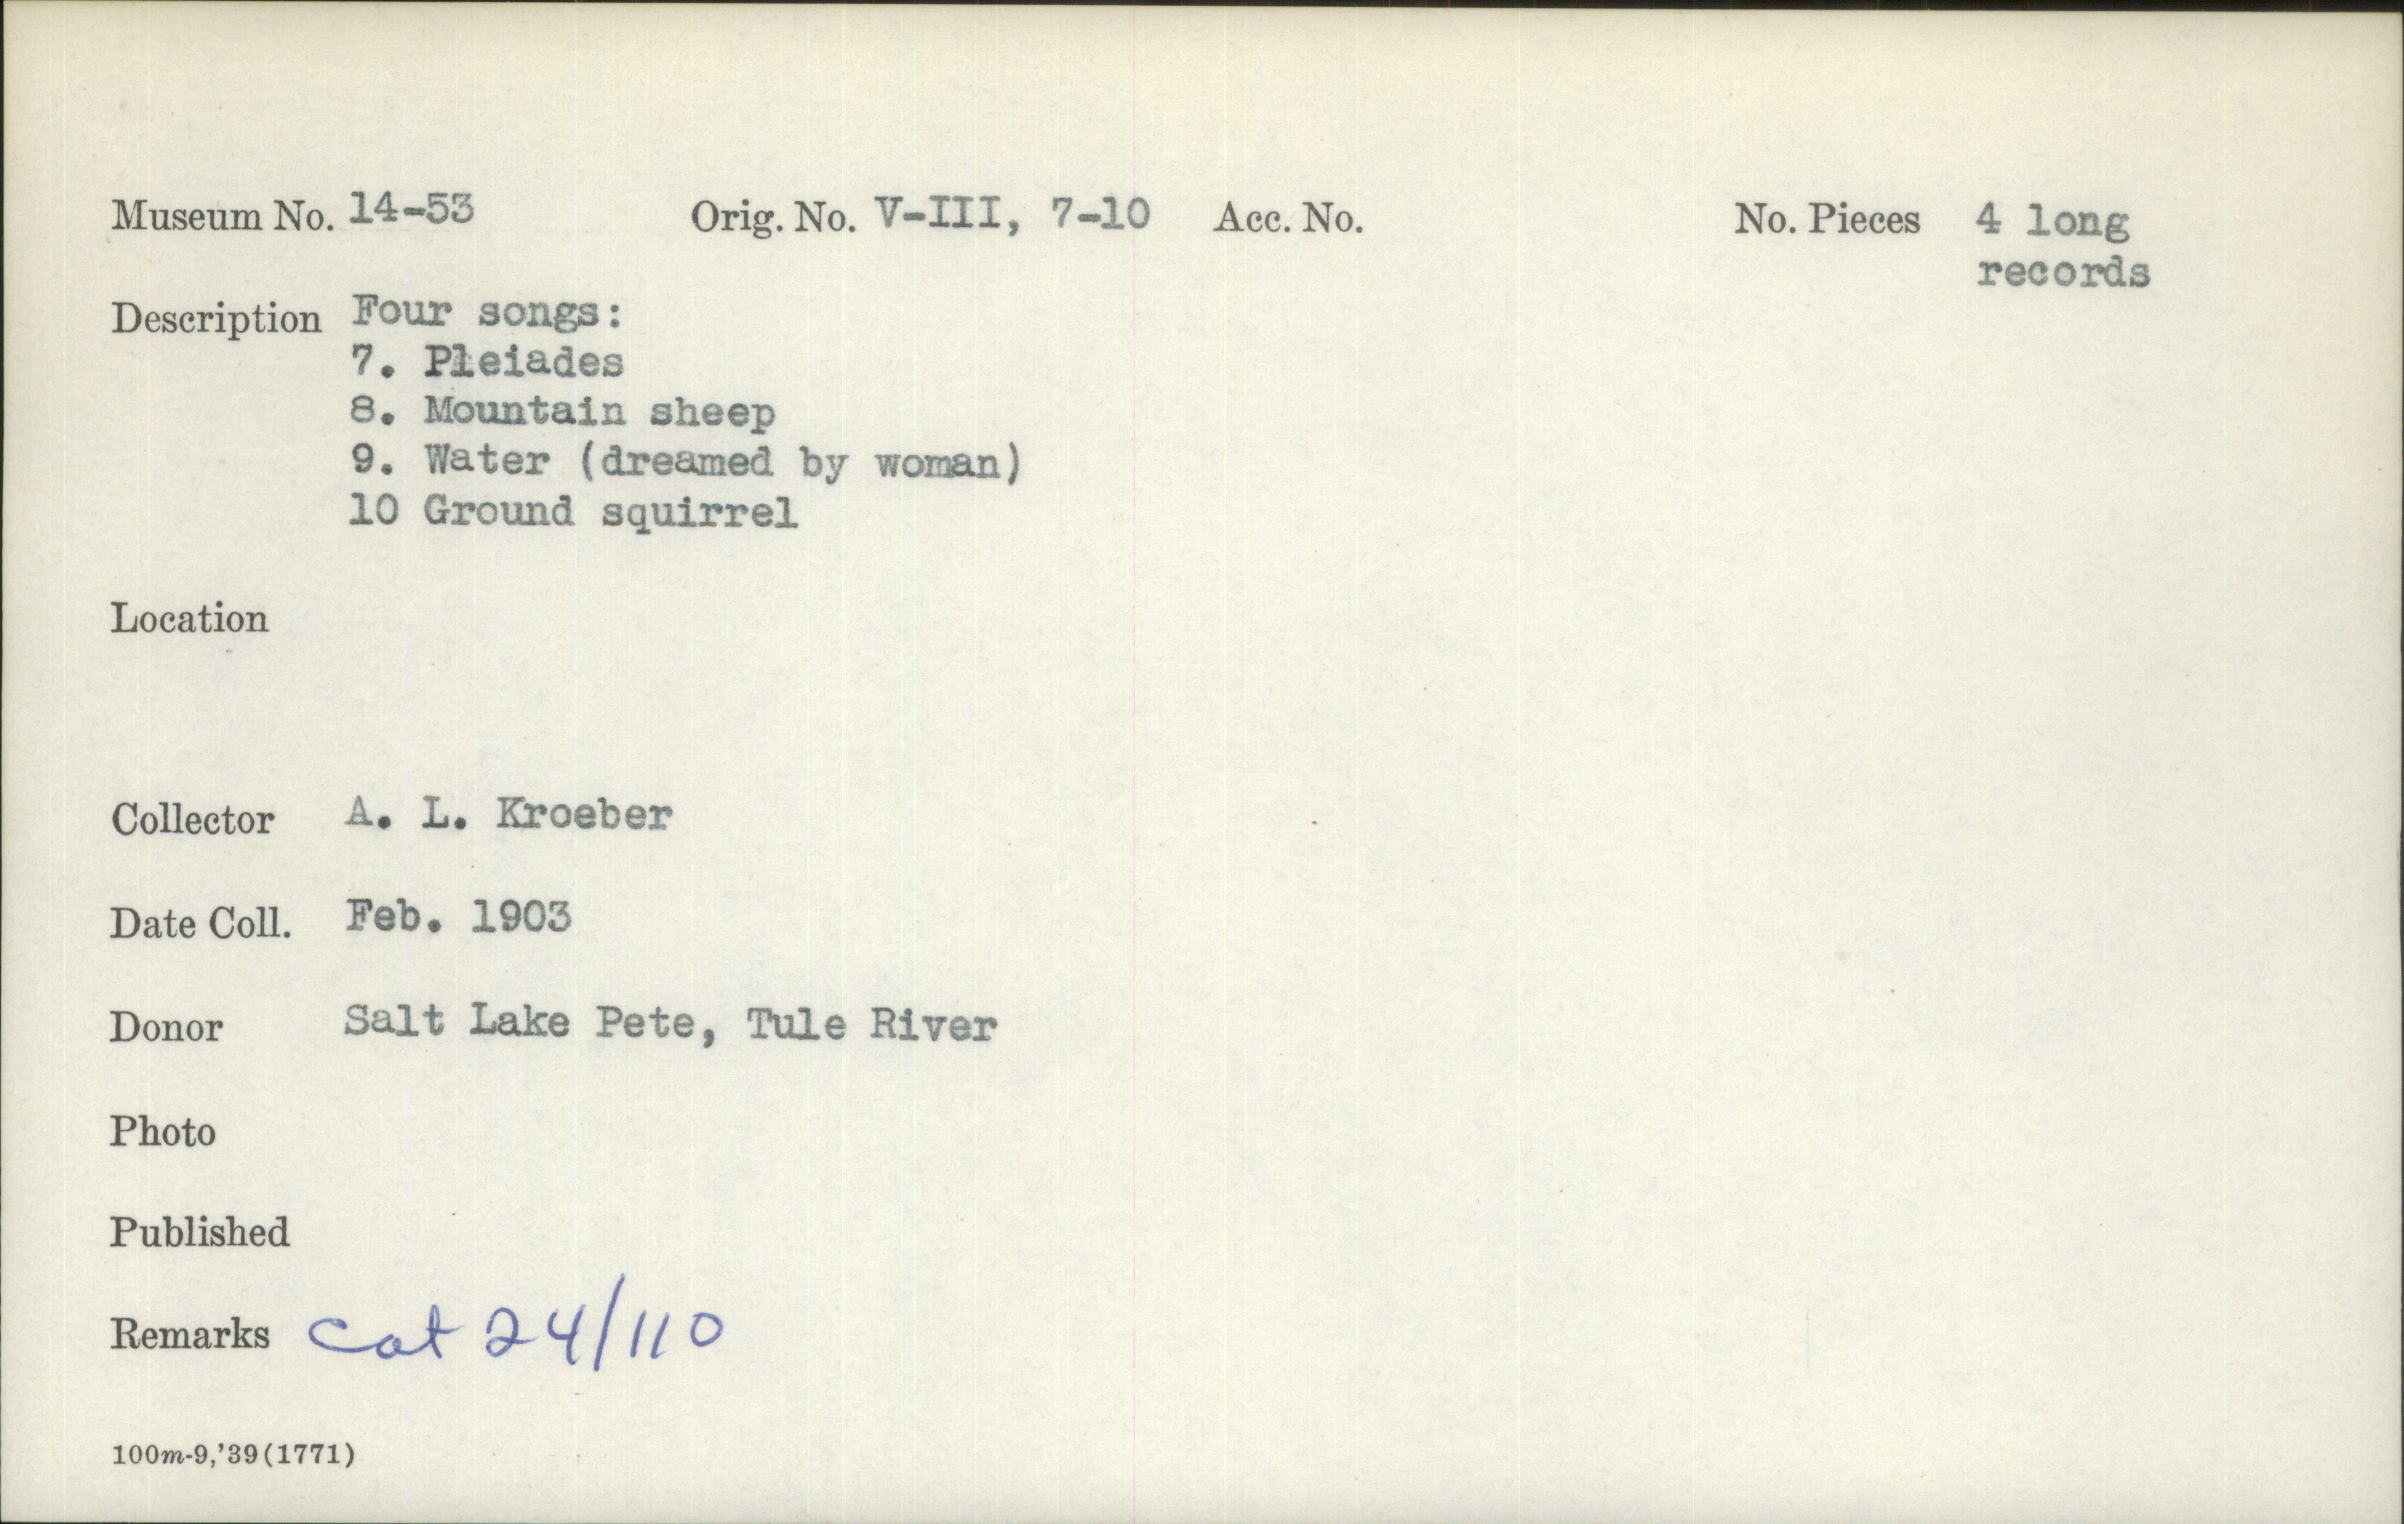 Museum No. 14-53 Orig. No. V-III, 7-10 Acc. No. No. Pieces 4 long
records
Description Four songs:
7. Pleiades
8. Mountain sheep
9. Water (dreamed by woman)
10 Ground squirrel
Location
Collector A. L. Kroeber
Date Coll. Feb. 1903
Donor Salt Lake Pete, Tule River
Photo
Published
Remarks cat 24/110
100m-9,'39(1771)